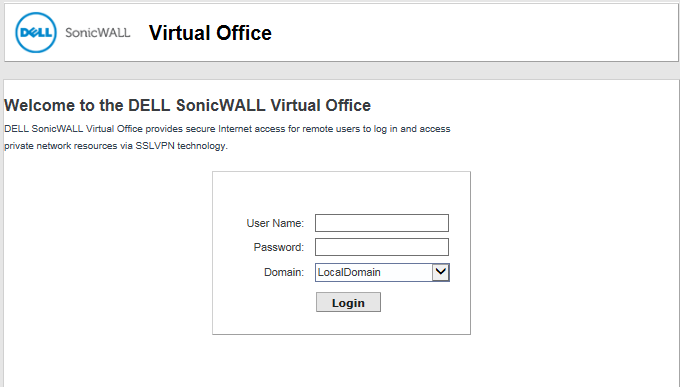 DELL SonicWALL Virtual Office
Welcome to the DELL SonicWALL Virtual Office
DELL SonicWALL Virtual Office provides secure Internet access for remote users to log in and access
private network resources via SSLVPN technology.
User Name:
Password:
Domain: LocalDomain
Login